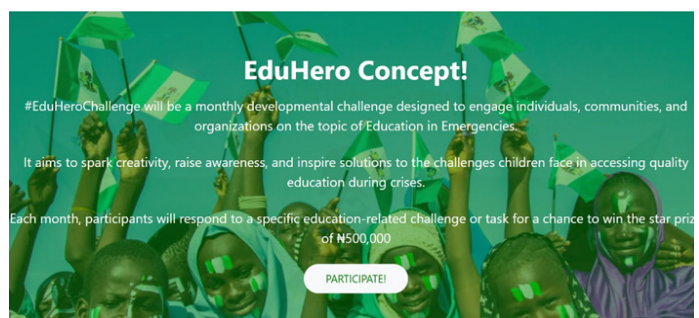 EduHero Concept!
#EduHeroChallenge will be a monthly developmental challenge designed to engage individuals, communities, and
organizations on the topic of Education in Emergencies.
It aims to spark creativity, raise awareness, and inspire solutions to the challenges children face in accessing quality
education during crises.
Each month, participants will respond to a specific education-related challenge or task for a chance to win the star priz
of ₦500,000
PARTICIPATE!